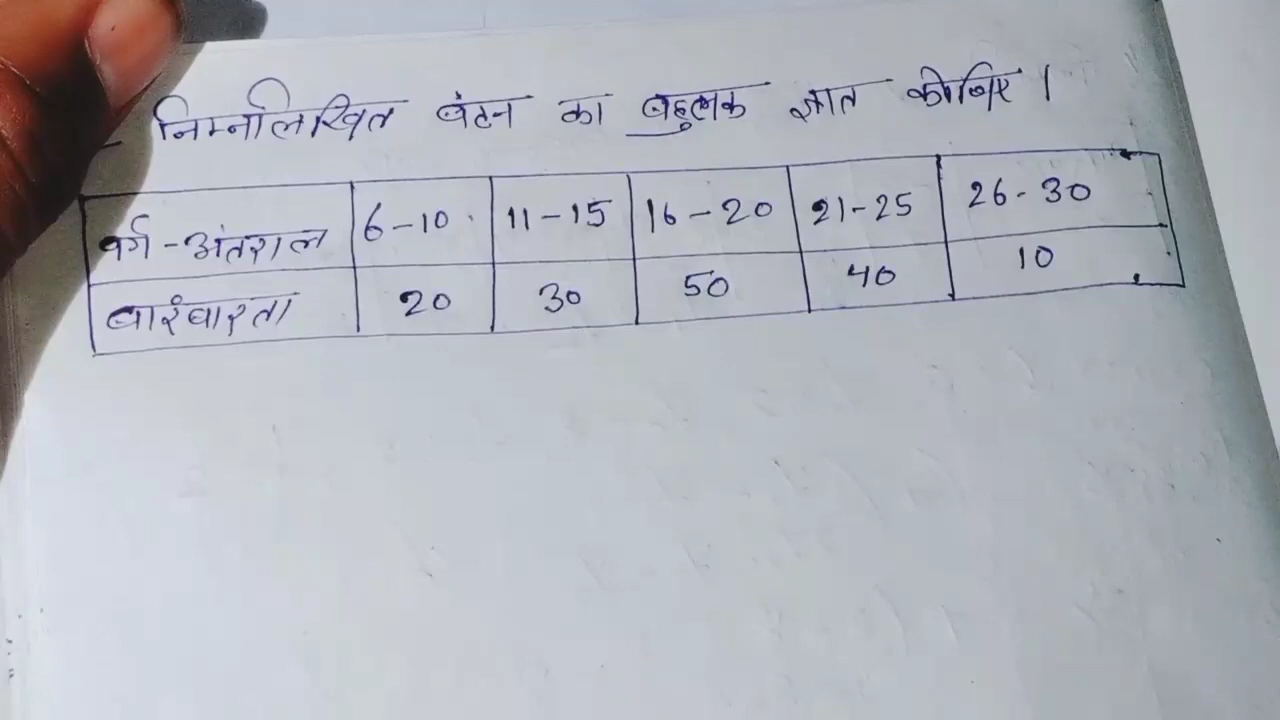 निम्नलिखित बंटन का बहुलक ज्ञात कीजिए ।
वर्ग - अंतराल 6-10 11-15 16-20 21-25 26-30
बारंबारता 20 30 50 40 10